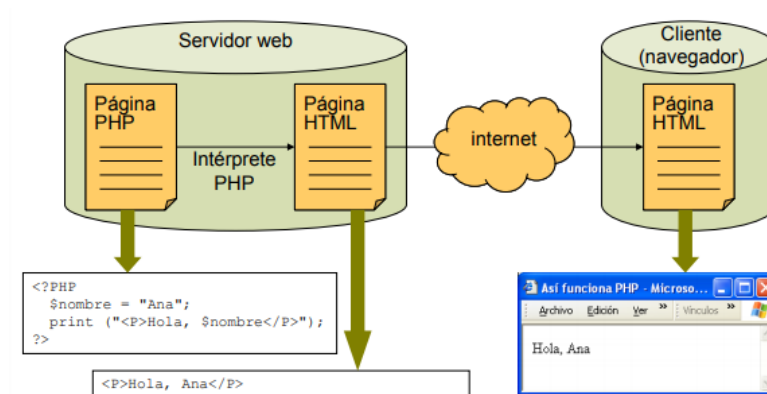 Servidor web
Página
PHP
Intérprete
PHP
Página
HTML
internet
Cliente
(navegador)
Página
HTML
<?PHP
$nombre = "Ana";
print ("<P>Hola, $nombre</P>");
?>
<P>Hola, Ana</P>
Así funciona PHP - Microso...
Archivo Edición Ver » Vínculos »
Hola, Ana